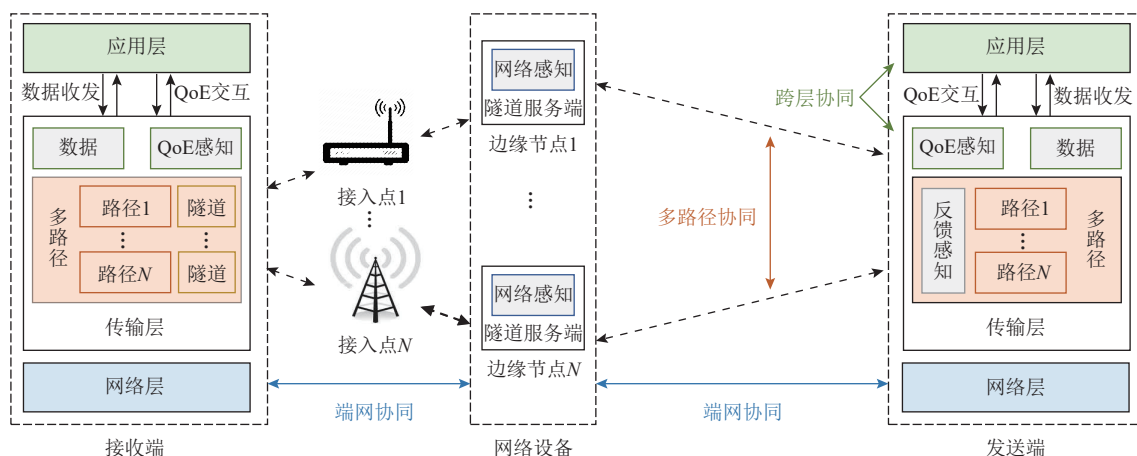 应用层
数据收发
QoE交互
数据
QoE感知
多路径
路径1
隧道
⋮
⋮
路径N
隧道
传输层
网络层
接收端
接入点1
⋮
接入点N
端网协同
网络感知
隧道服务端
边缘节点1
⋮
网络感知
隧道服务端
边缘节点N
网络设备
多路径协同
端网协同
跨层协同
应用层
QoE交互
数据收发
QoE感知
数据
反馈感知
路径1
⋮
路径N
多路径
传输层
网络层
发送端